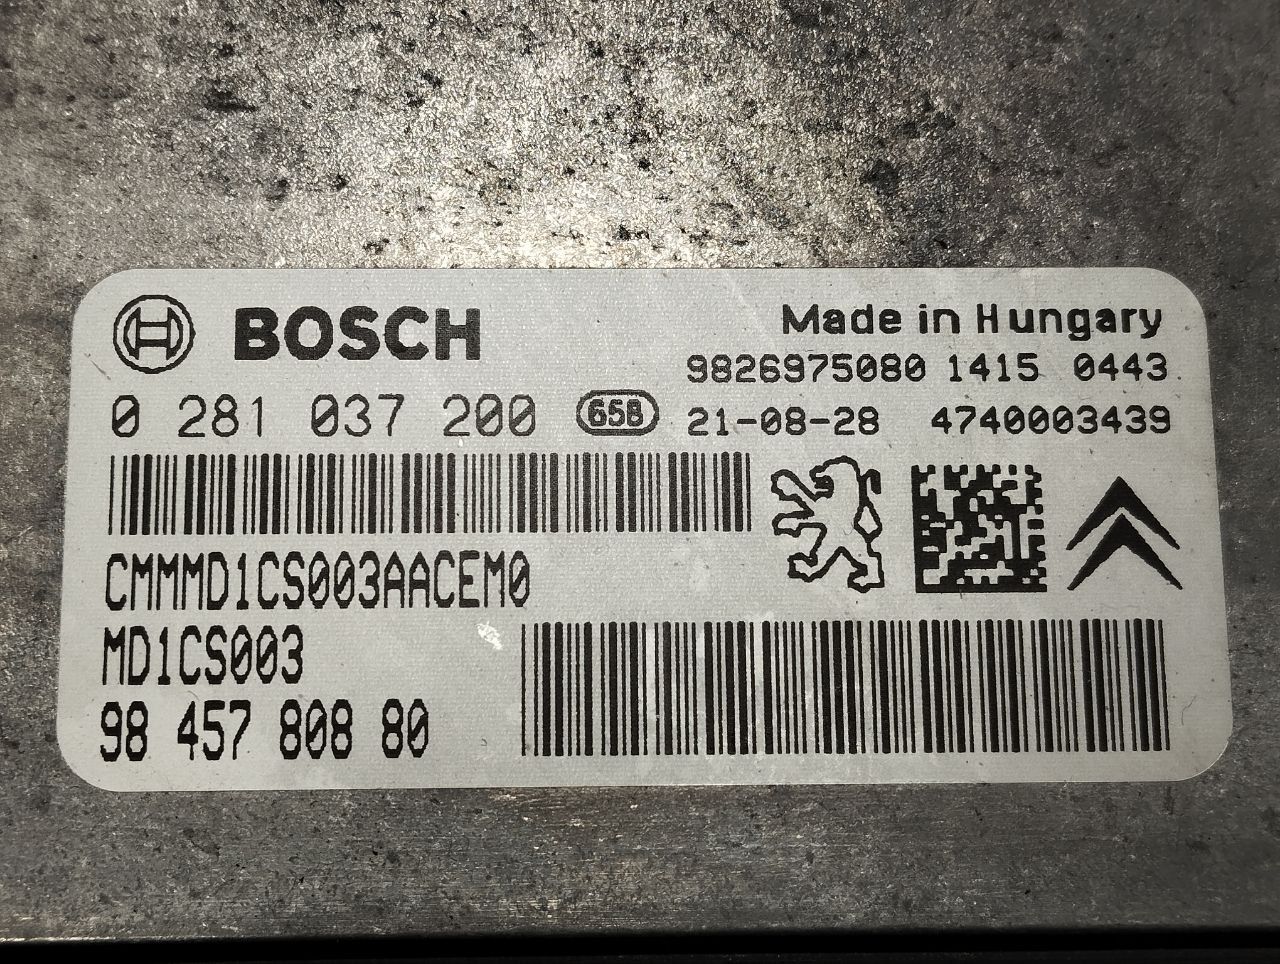 BOSCH
Made in Hungary
9826975080 1415 0443
0 281 037 200 658 21-08-28 4740003439
CMMMD1CS003AACEM0
MD1CS003
98 457 808 80